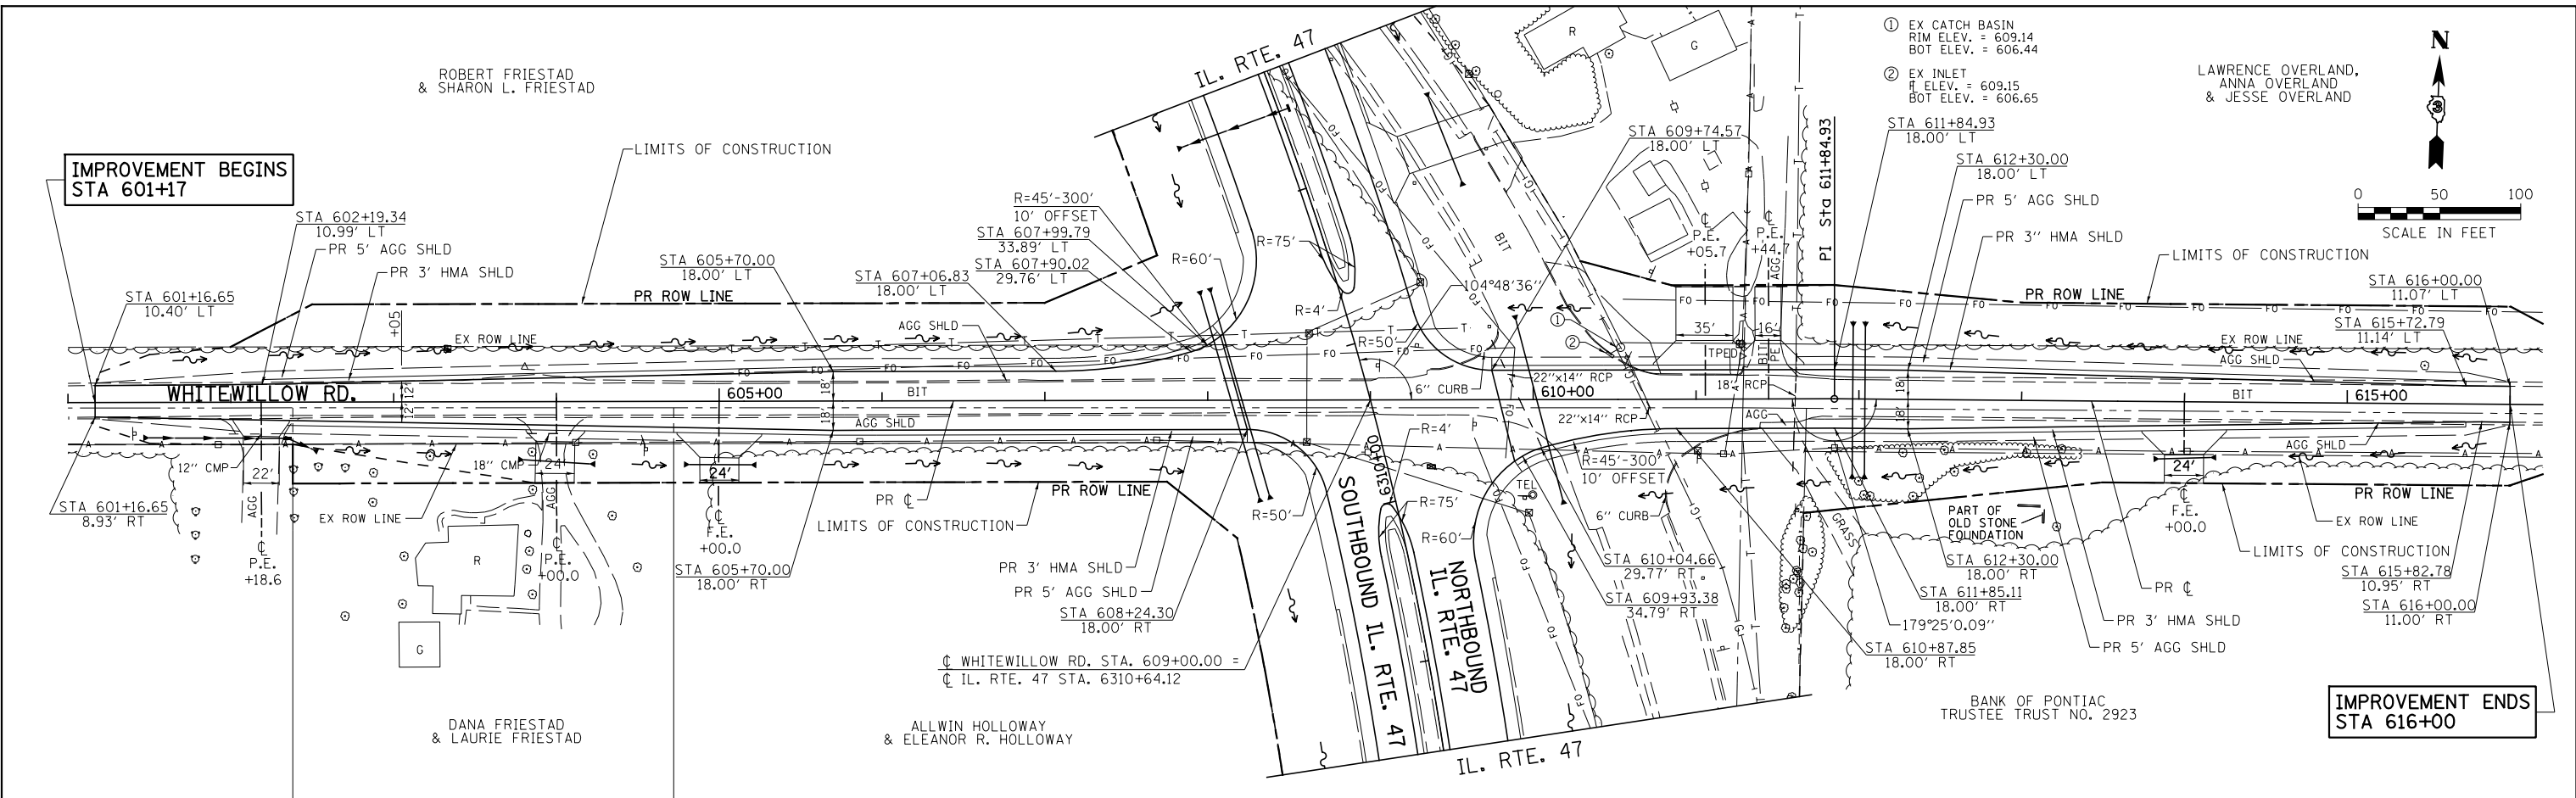 ROBERT FRIESTAD
& SHARON L. FRIESTAD
IL. RTE. 47
R
G
① EX CATCH BASIN
RIM ELEV. = 609.14
BOT ELEV. = 606.44
② EX INLET
ELEV. = 609.15
BOT ELEV. = 606.65
LAWRENCE OVERLAND,
ANNA OVERLAND
& JESSE OVERLAND
N
3
0 50 100
SCALE IN FEET
IMPROVEMENT BEGINS
STA 601+17
LIMITS OF CONSTRUCTION
STA 602+19.34
10.99' LT
PR 5' AGG SHLD
PR 3' HMA SHLD
STA 601+16.65
10.40' LT
+05
EX ROW LINE
PR ROW LINE
STA 605+70.00
18.00' LT
STA 607+06.83
18.00' LT
AGG SHLD
R=45'-300'
10' OFFSET
STA 607+99.79
33.89' LT
STA 607+90.02
29.76' LT
R=60'
R=75'
R=4'
R=50'
104°48'36"
BIT
STA 609+74.57
18.00' LT
℄
P.E.
+05.7
℄
P.E.
+44.7
AGG
PI Sta 611+84.93
STA 611+84.93
18.00' LT
STA 612+30.00
18.00' LT
PR 5' AGG SHLD
PR 3" HMA SHLD
LIMITS OF CONSTRUCTION
PR ROW LINE
STA 616+00.00
11.07' LT
STA 615+72.79
11.14' LT
EX ROW LINE
AGG SHLD
①
②
35'
16'
TPED
BIT
PE
WHITEWILLOW RD.
12' 12'
18' 18'
605+00
BIT
6" CURB
22"x14" RCP
610+00
18" RCP
22"x14" RCP
AGG
18'
18'
BIT
615+00
AGG SHLD
AGG SHLD
12" CMP
22'
18" CMP
24'
24'
24'
STA 601+16.65
8.93' RT
AGG
℄
P.E.
+18.6
EX ROW LINE
R
G
AGG
℄
P.E.
+00.0
℄
F.E.
+00.0
STA 605+70.00
18.00' RT
PR ℄
LIMITS OF CONSTRUCTION
PR ROW LINE
PR 3' HMA SHLD
PR 5' AGG SHLD
STA 608+24.30
18.00' RT
℄ WHITEWILLOW RD. STA. 609+00.00 =
℄ IL. RTE. 47 STA. 6310+64.12
R=50'
6310+00
SOUTHBOUND IL. RTE. 47
R=4'
R=75'
R=60'
NORTHBOUND
IL. RTE. 47
TEL
R=45'-300'
10' OFFSET
6" CURB
STA 610+04.66
29.77' RT
STA 609+93.38
34.79' RT
GRASS
PART OF
OLD STONE
FOUNDATION
STA 612+30.00
18.00' RT
STA 611+85.11
18.00' RT
179°25'0.09"
STA 610+87.85
18.00' RT
℄
F.E.
+00.0
PR ROW LINE
EX ROW LINE
LIMITS OF CONSTRUCTION
STA 615+82.78
10.95' RT
PR ℄
STA 616+00.00
11.00' RT
PR 3' HMA SHLD
PR 5' AGG SHLD
DANA FRIESTAD
& LAURIE FRIESTAD
ALLWIN HOLLOWAY
& ELEANOR R. HOLLOWAY
IL. RTE. 47
BANK OF PONTIAC
TRUSTEE TRUST NO. 2923
IMPROVEMENT ENDS
STA 616+00